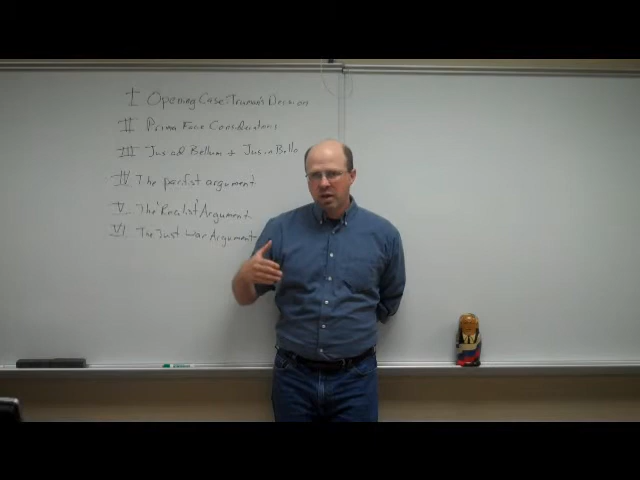 I Opening Case: Truman's Decision
II Prima Facie Considerations
III Jus ad Bellum + Jus in Bello
IV The pacifist argument
V The "Realist" Argument
VI The Just War Argument